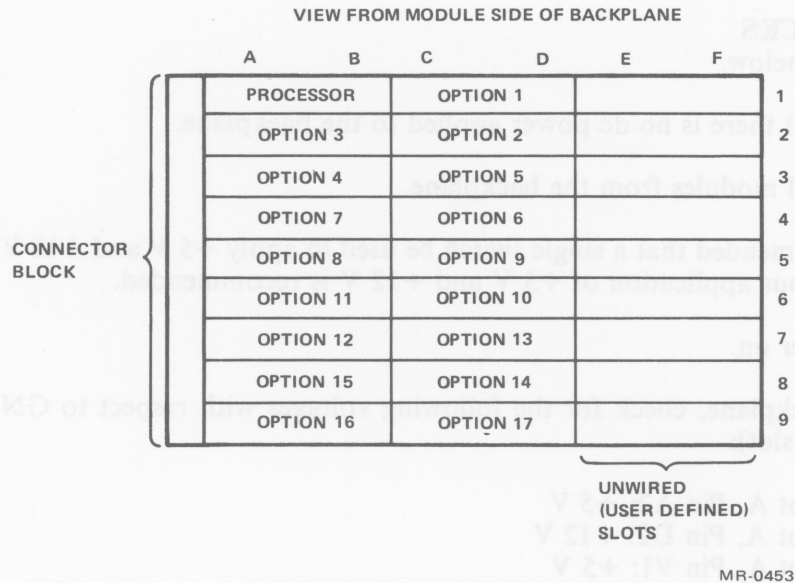 VIEW FROM MODULE SIDE OF BACKPLANE
A B C D E F
PROCESSOR OPTION 1 1
OPTION 3 OPTION 2 2
OPTION 4 OPTION 5 3
OPTION 7 OPTION 6 4
CONNECTOR BLOCK
OPTION 8 OPTION 9 5
OPTION 11 OPTION 10 6
OPTION 12 OPTION 13 7
OPTION 15 OPTION 14 8
OPTION 16 OPTION 17 9
UNWIRED
(USER DEFINED)
SLOTS
MR-0453